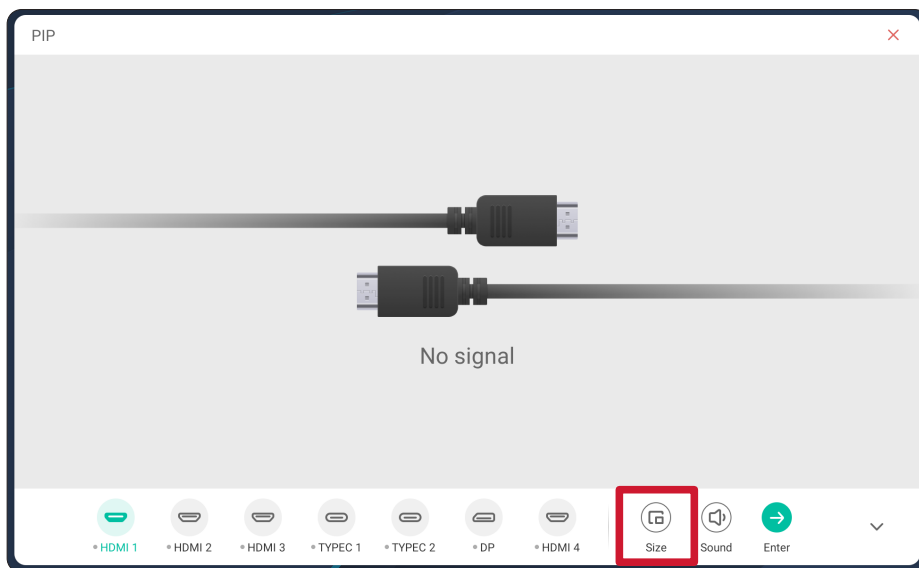 PIP
No signal
HDMI 1 HDMI 2 HDMI 3 TYPEC 1 TYPEC 2 DP HDMI 4 Size Sound Enter